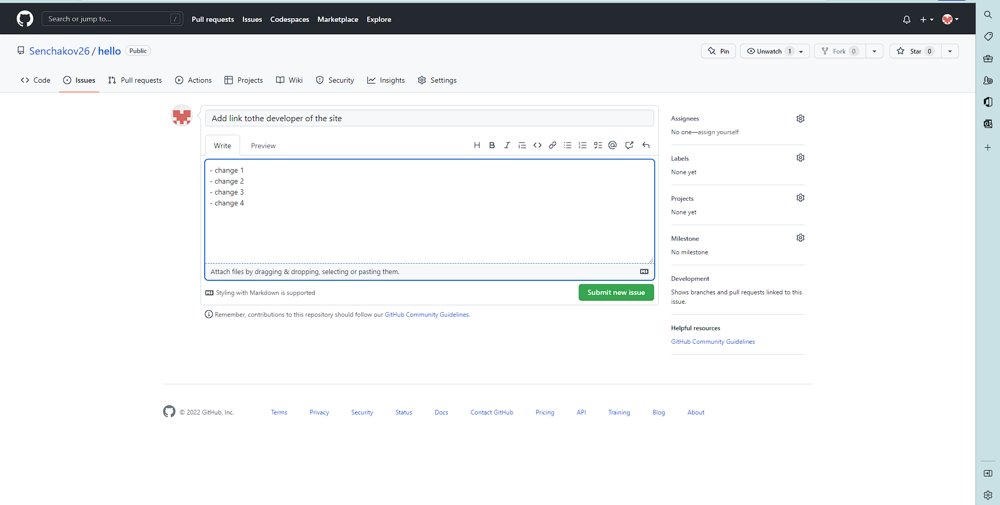 Search or jump to... /
Pull requests Issues Codespaces Marketplace Explore
Senchakov26 / hello Public
Pin Unwatch 1 Fork 0 Star 0
Code Issues Pull requests Actions Projects Wiki Security Insights Settings
Add link tothe developer of the site
Write Preview
- change 1
- change 2
- change 3
- change 4
Attach files by dragging & dropping, selecting or pasting them.
Styling with Markdown is supported
Submit new issue
Remember, contributions to this repository should follow our GitHub Community Guidelines.
Assignees
No one—assign yourself
Labels
None yet
Projects
None yet
Milestone
No milestone
Development
Shows branches and pull requests linked to this
issue.
Helpful resources
GitHub Community Guidelines
© 2022 GitHub, Inc. Terms Privacy Security Status Docs Contact GitHub Pricing API Training Blog About